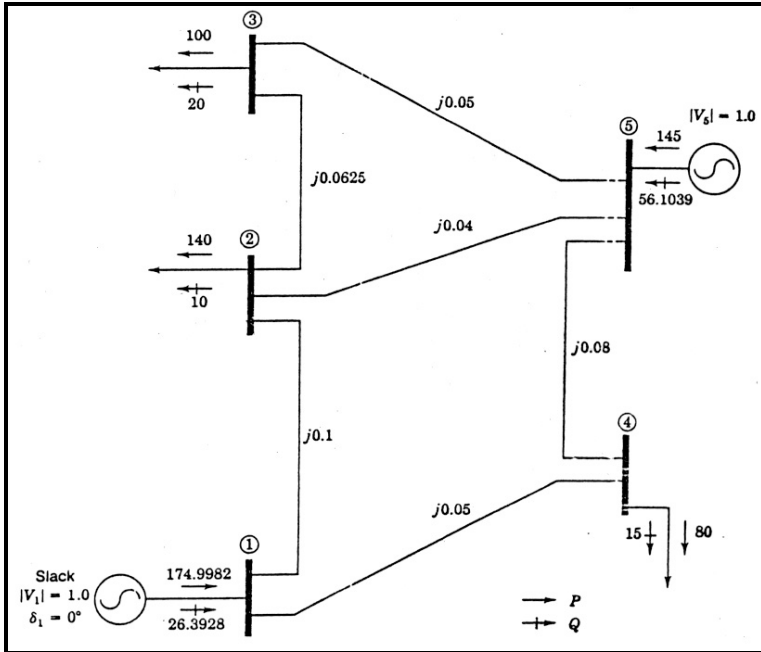 ③
100
20
j0.05
⑤
|V₅| = 1.0
145
56.1039
j0.0625
j0.04
②
140
10
j0.08
j0.1
④
j0.05
15
80
①
Slack
|V₁| = 1.0
δ₁ = 0°
174.9982
26.3928
P
Q